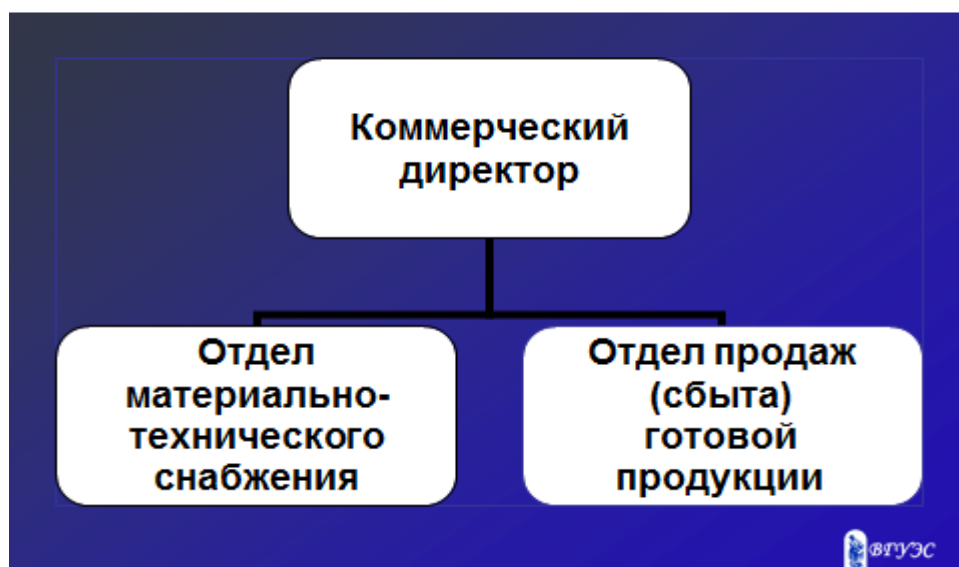 Коммерческий
директор
Отдел
материально-
технического
снабжения
Отдел продаж
(сбыта)
готовой
продукции
ВГУЭС